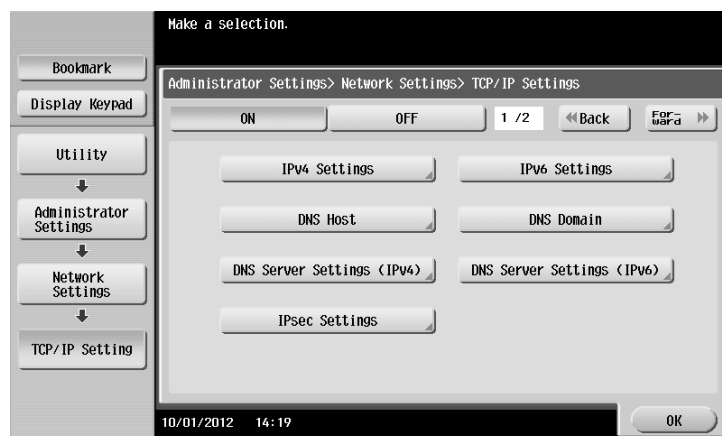 Make a selection.
Bookmark
Display Keypad
Utility
Administrator
Settings
Network
Settings
TCP/IP Setting
Administrator Settings> Network Settings> TCP/IP Settings
ON
OFF
1 /2
Back
For-
ward
IPv4 Settings
IPv6 Settings
DNS Host
DNS Domain
DNS Server Settings (IPv4)
DNS Server Settings (IPv6)
IPsec Settings
10/01/2012 14:19
OK